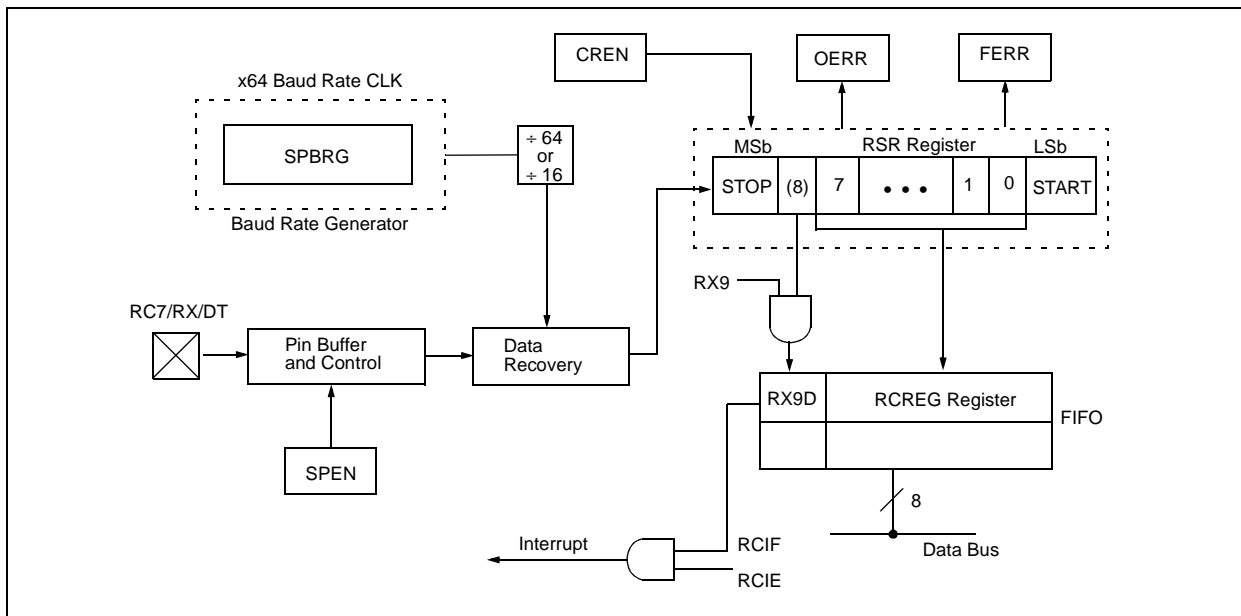 CREN
OERR
FERR
x64 Baud Rate CLK
SPBRG
Baud Rate Generator
÷ 64
or
÷ 16
MSb
RSR Register
LSb
STOP
(8)
7
• • •
1
0
START
RX9
RC7/RX/DT
Pin Buffer
and Control
Data
Recovery
SPEN
RX9D
RCREG Register
FIFO
8
Data Bus
Interrupt
RCIF
RCIE